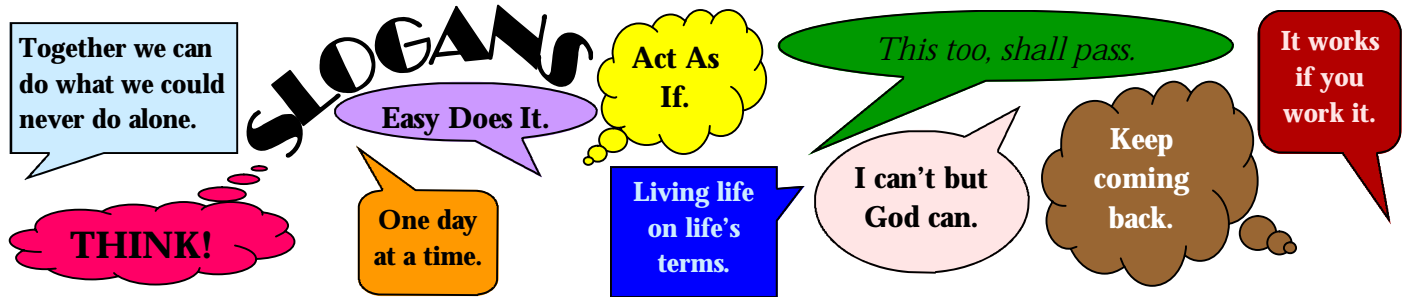 Together we can
do what we could
never do alone.
SLOGANS
Easy Does It.
Act As
If.
This too, shall pass.
It works
if you
work it.
THINK!
One day
at a time.
Living life
on life's
terms.
I can't but
God can.
Keep
coming
back.